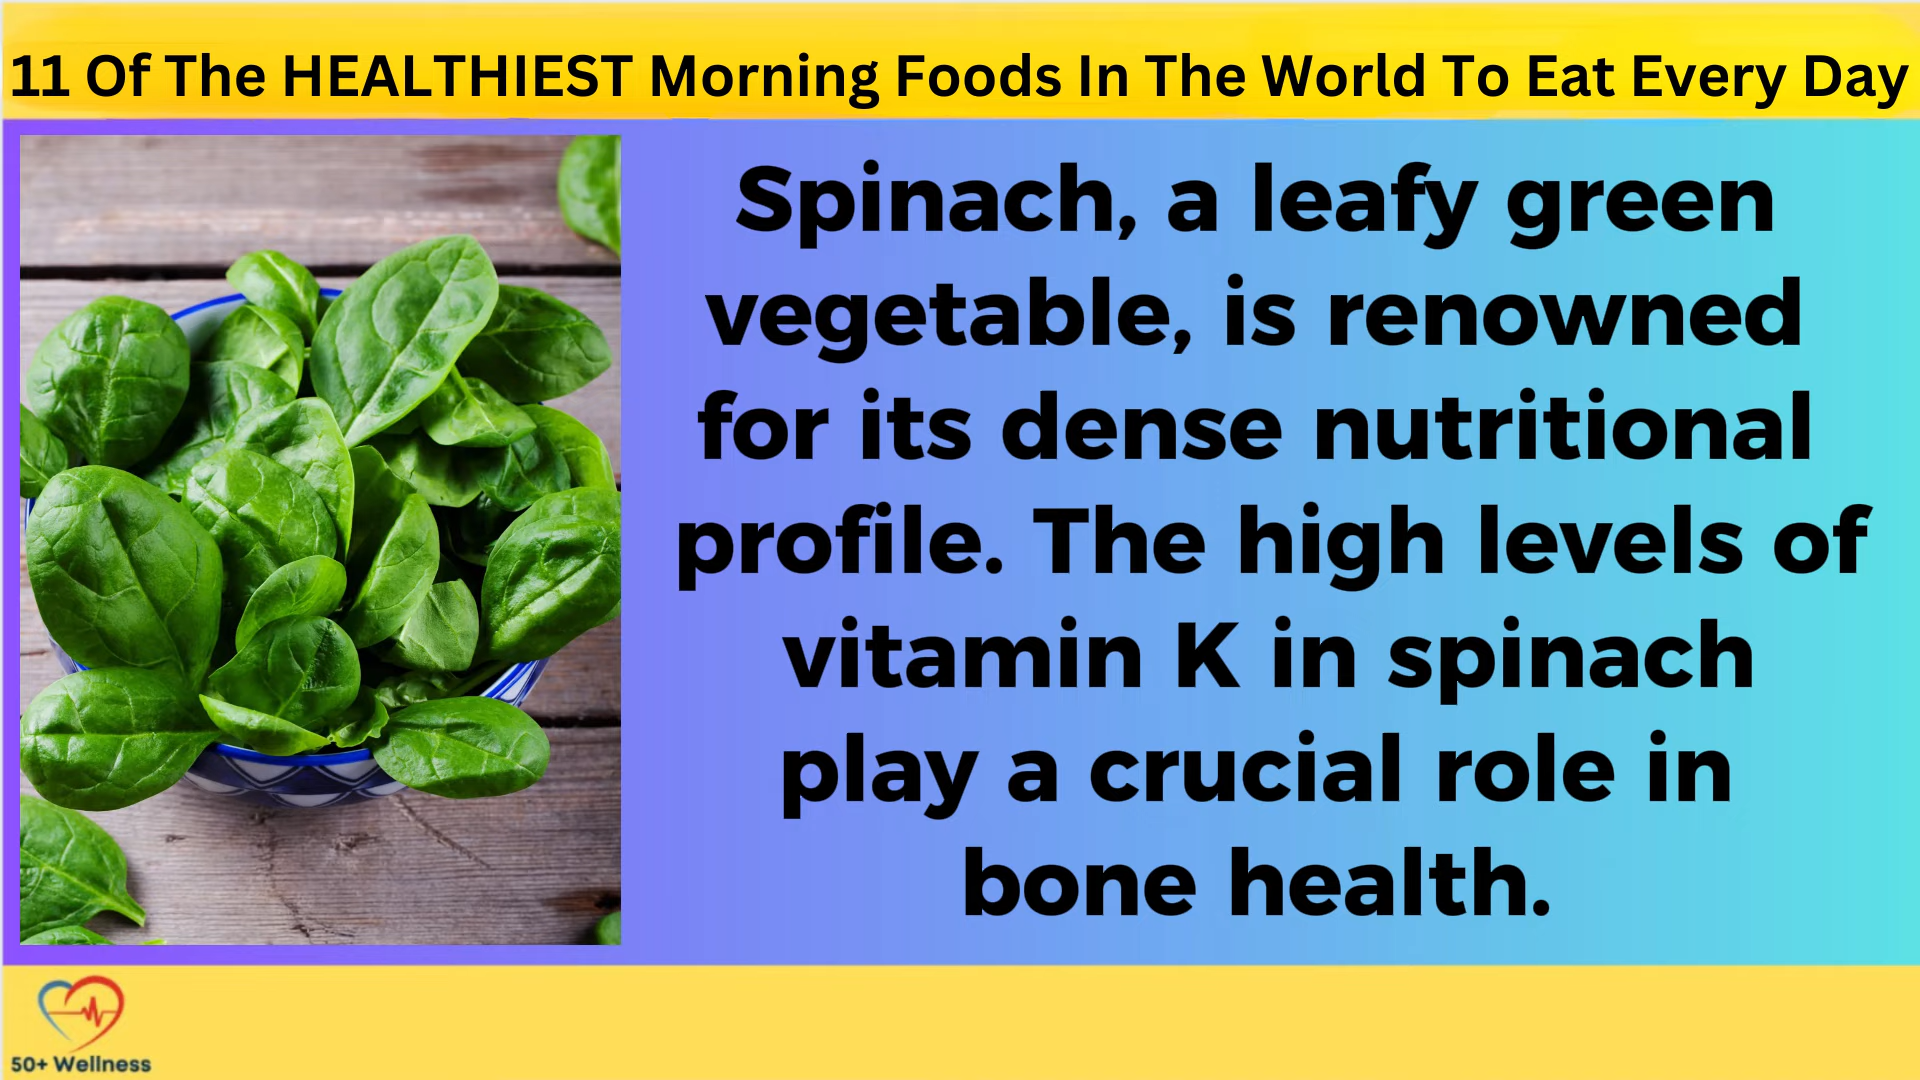 11 Of The HEALTHIEST Morning Foods In The World To Eat Every Day
Spinach, a leafy green
vegetable, is renowned
for its dense nutritional
profile. The high levels of
vitamin K in spinach
play a crucial role in
bone health.
50+ Wellness